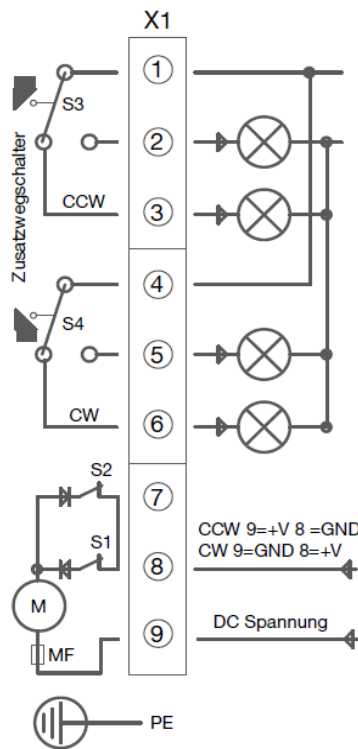 X1
1
S3
2
CCW
3
Zusatzwegschalter
4
S4
5
CW
6
S2
7
CCW 9=+V 8 =GND
CW 9=GND 8=+V
S1
8
M
DC Spannung
9
MF
PE